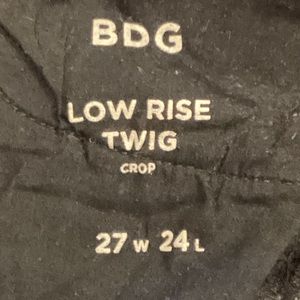 BDG
LOW RISE
TWIG
CROP
27 W 24 L